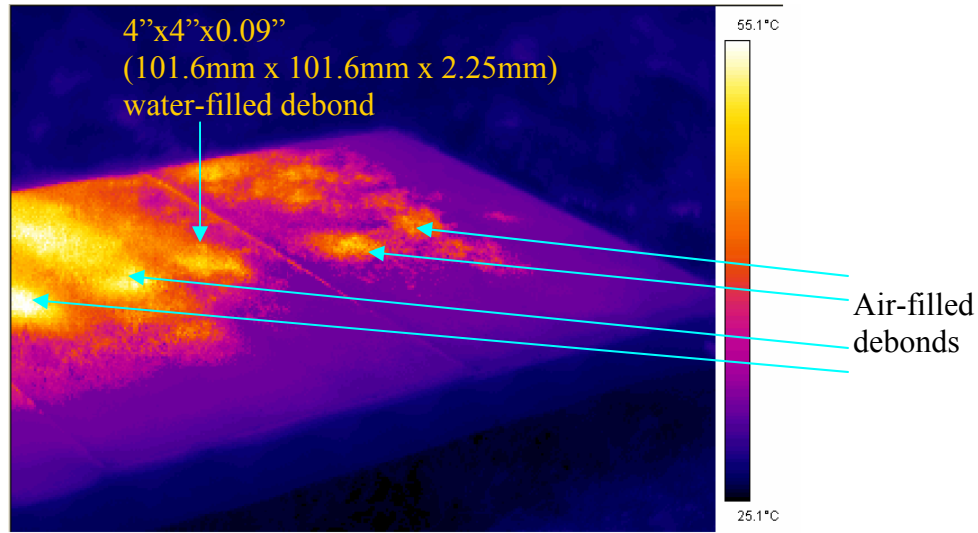 4”x4”x0.09”
(101.6mm x 101.6mm x 2.25mm)
water-filled debond
55.1°C
Air-filled
debonds
25.1°C